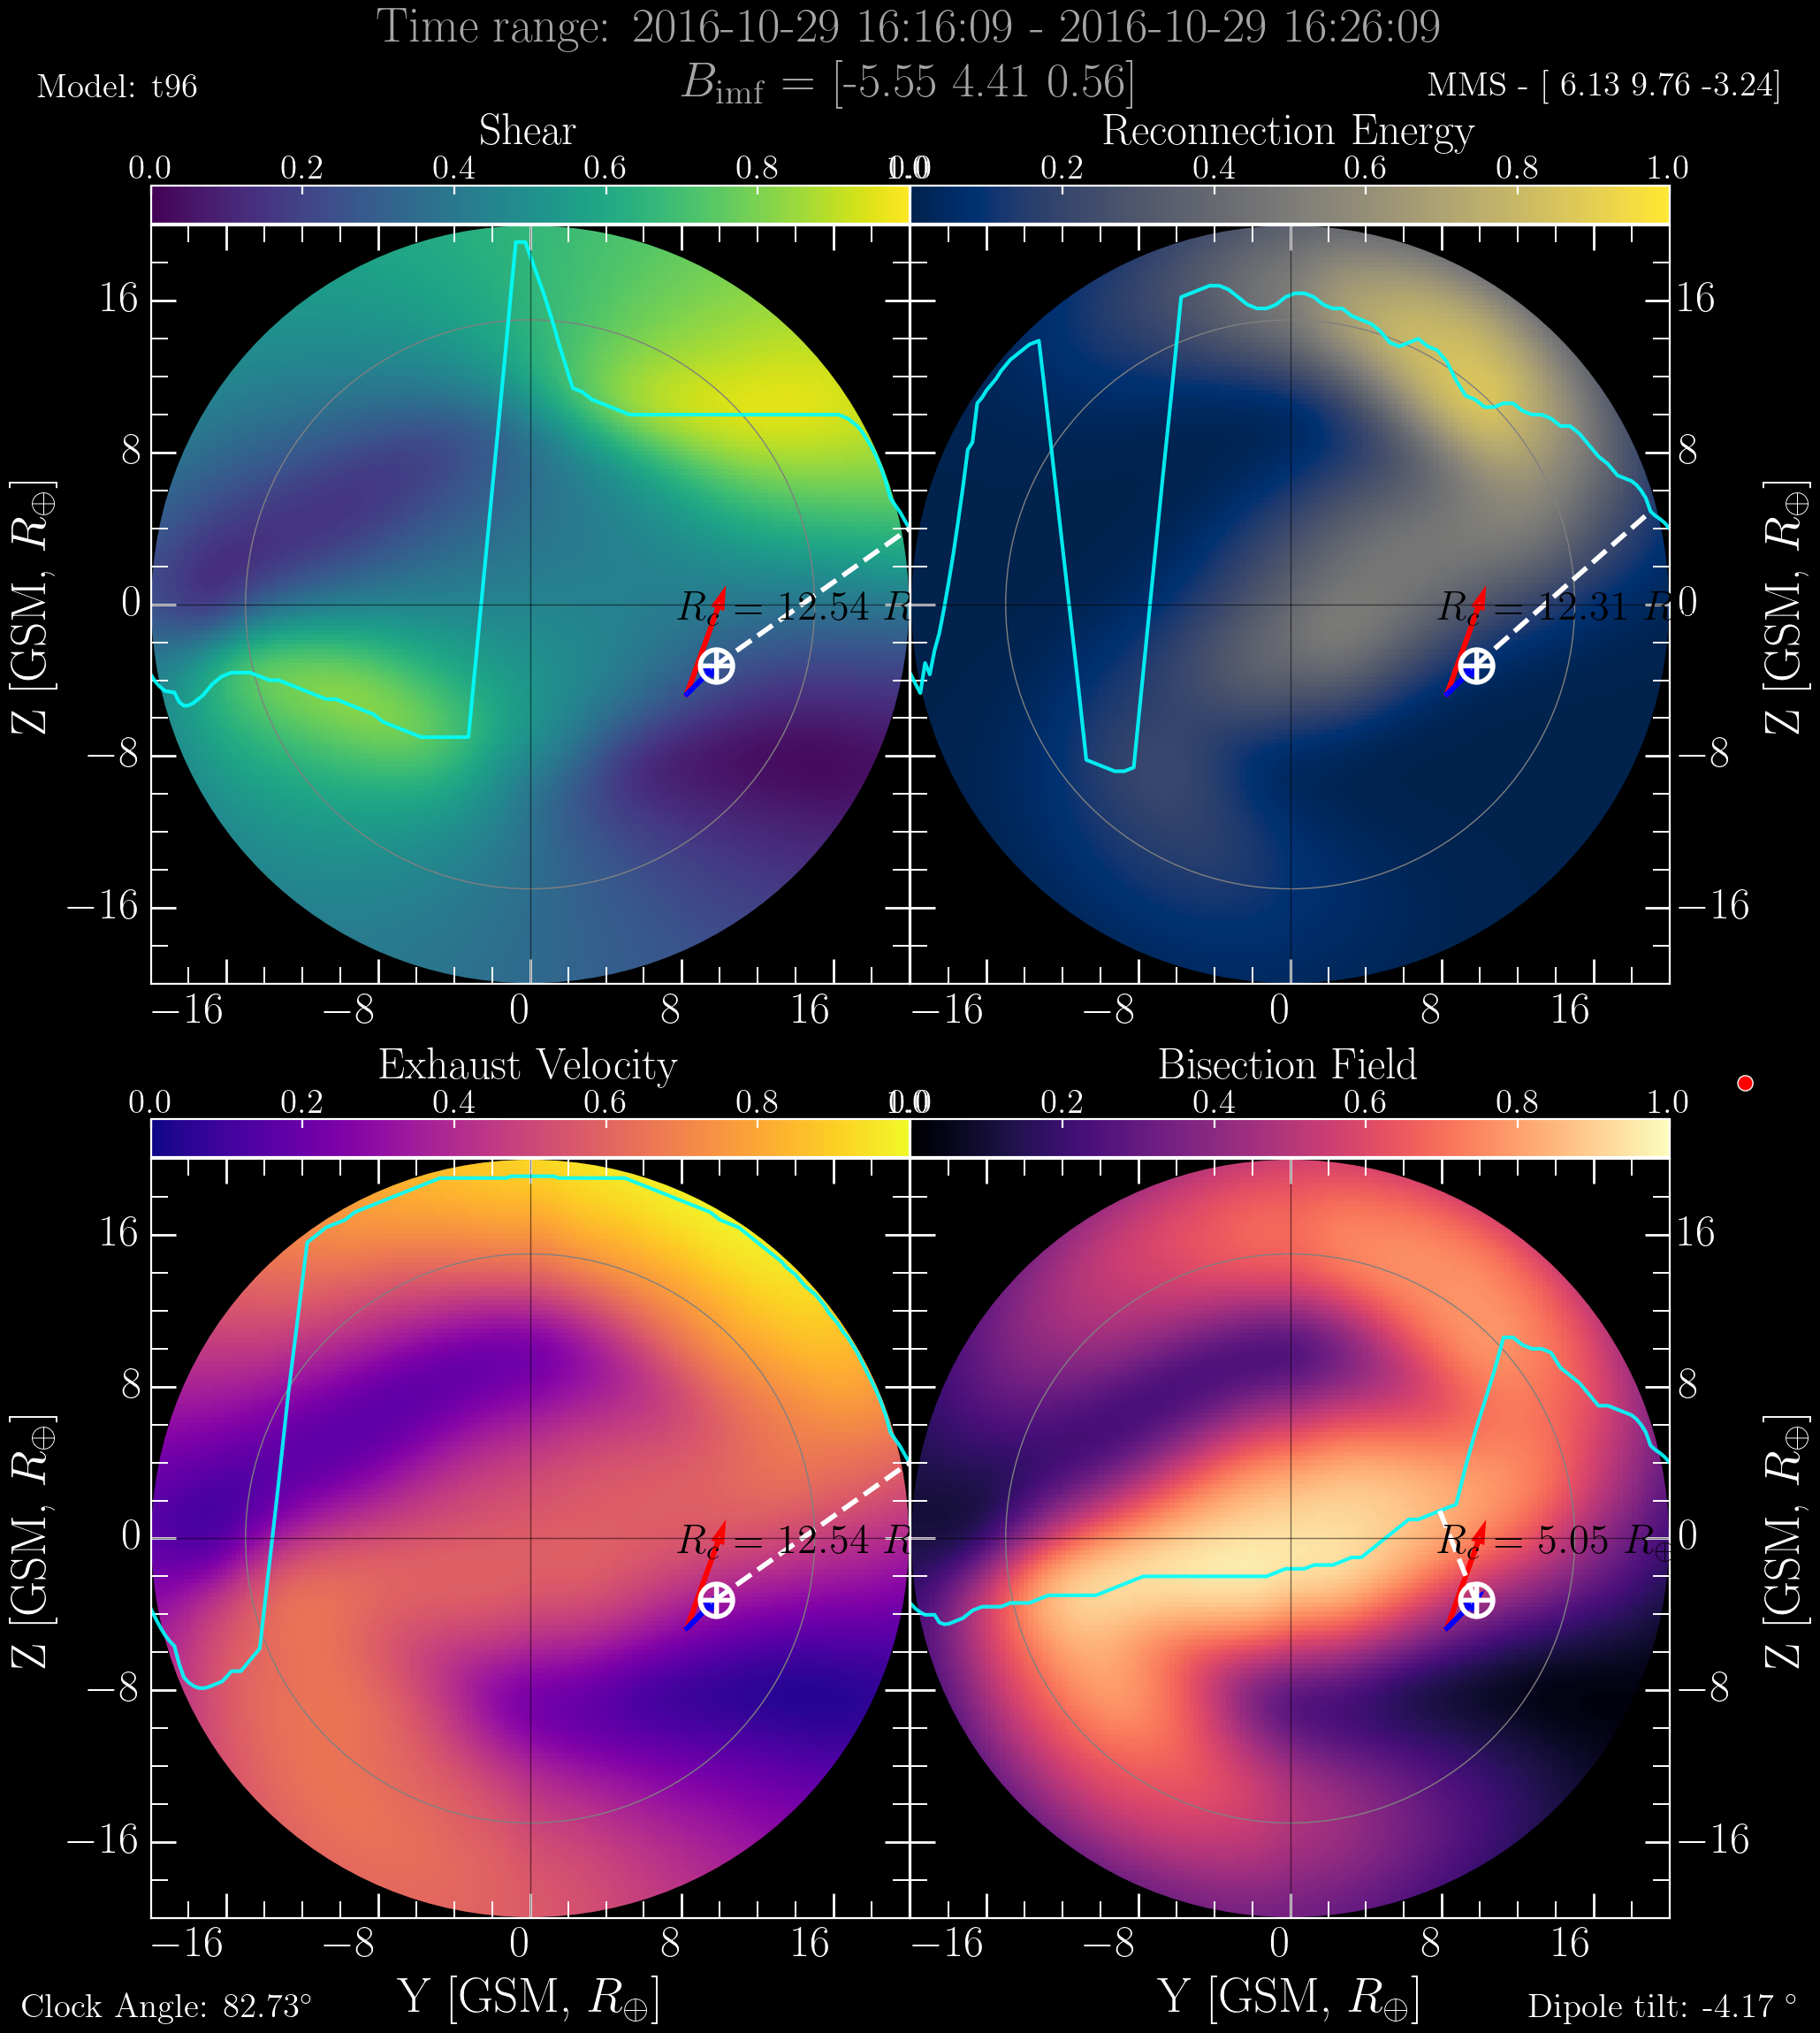 Time range: 2016-10-29 16:16:09 - 2016-10-29 16:26:09
Model: t96
B_imf = [-5.55 4.41 0.56]
MMS - [ 6.13 9.76 -3.24]
Shear
Reconnection Energy
0.0 0.2 0.4 0.6 0.8 1.0
0.2 0.4 0.6 0.8 1.0
16 8 0 −8 −16
Z [GSM, R⊕]
R_c = 12.54 R
R_c = 12.31 R
16 8 0 −8 −16
Z [GSM, R⊕]
−16 −8 0 8 16
−16 −8 0 8 16
Exhaust Velocity
Bisection Field
0.0 0.2 0.4 0.6 0.8 1.0
0.2 0.4 0.6 0.8 1.0
16 8 0 −8 −16
Z [GSM, R⊕]
R_c = 12.54 R
R_c = 5.05 R⊕
16 8 0 −8 −16
Z [GSM, R⊕]
−16 −8 0 8 16
−16 −8 0 8 16
Y [GSM, R⊕]
Y [GSM, R⊕]
Clock Angle: 82.73°
Dipole tilt: -4.17 °